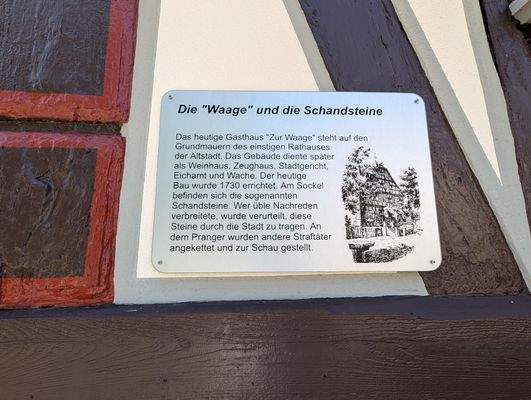 Die "Waage" und die Schandsteine
Das heutige Gasthaus "Zur Waage" steht auf den
Grundmauern des einstigen Rathauses
der Altstadt. Das Gebäude diente später
als Weinhaus, Zeughaus, Stadtgericht,
Eichamt und Wache. Der heutige
Bau wurde 1730 errichtet. Am Sockel
befinden sich die sogenannten
Schandsteine. Wer üble Nachreden
verbreitete, wurde verurteilt, diese
Steine durch die Stadt zu tragen. An
dem Pranger wurden andere Straftäter
angekettet und zur Schau gestellt.